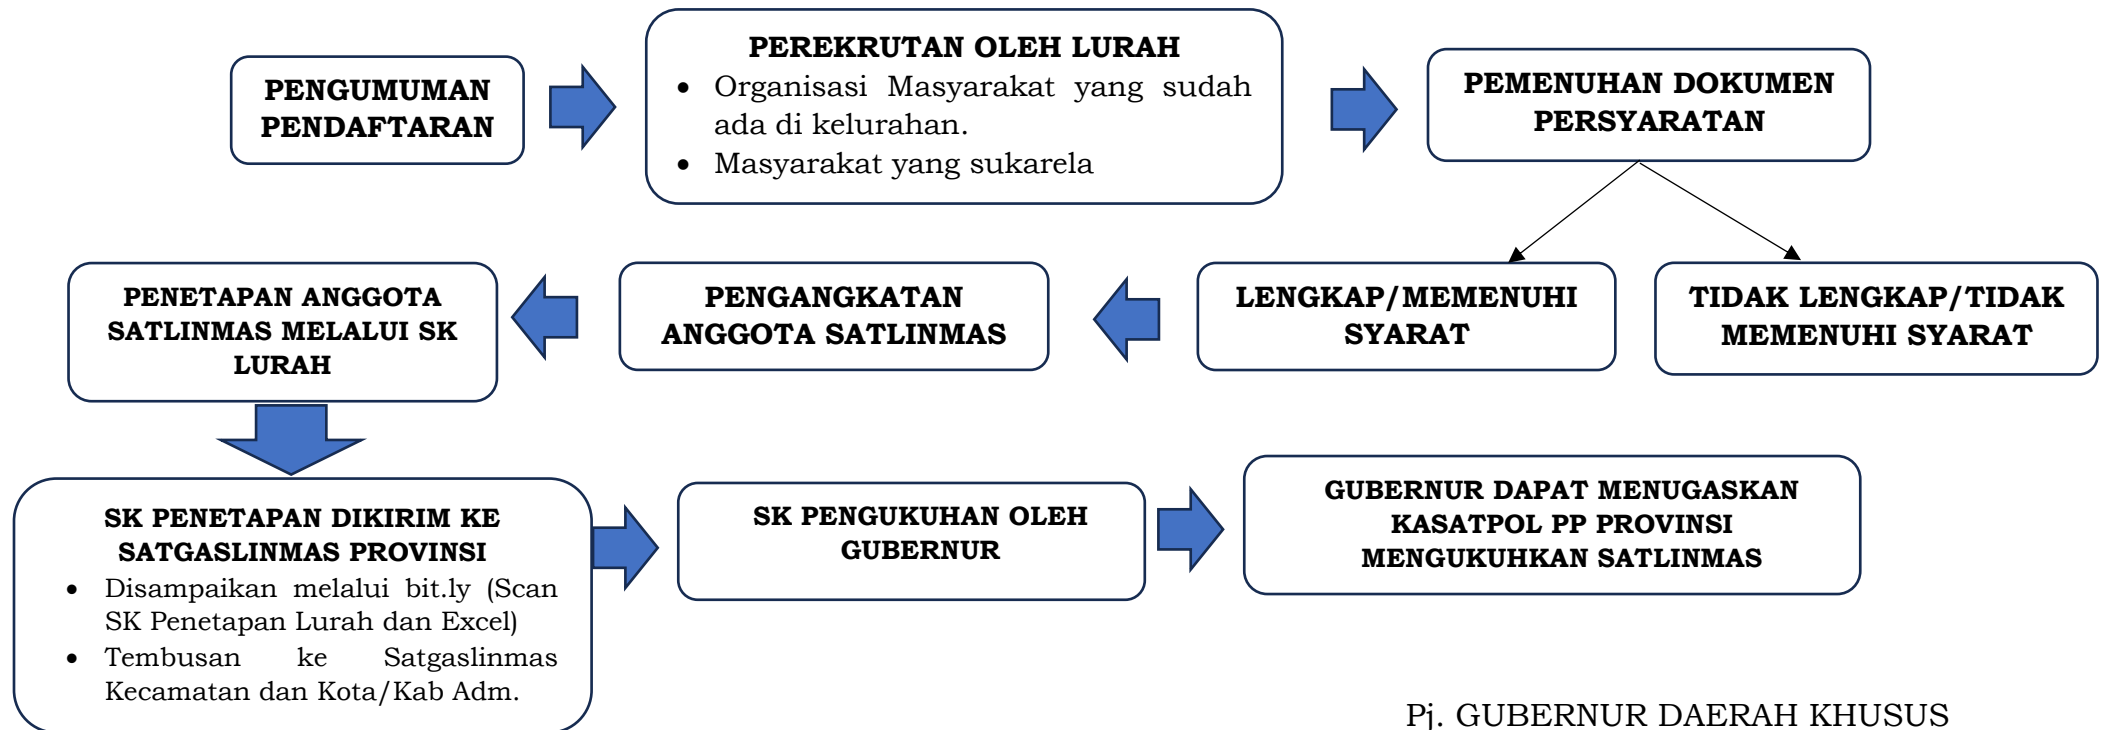 PENGUMUMAN
PENDAFTARAN
PEREKRUTAN OLEH LURAH
• Organisasi Masyarakat yang sudah
ada di kelurahan.
• Masyarakat yang sukarela
PEMENUHAN DOKUMEN
PERSYARATAN
LENGKAP/MEMENUHI
SYARAT
TIDAK LENGKAP/TIDAK
MEMENUHI SYARAT
PENGANGKATAN
ANGGOTA SATLINMAS
PENETAPAN ANGGOTA
SATLINMAS MELALUI SK
LURAH
SK PENETAPAN DIKIRIM KE
SATGASLINMAS PROVINSI
• Disampaikan melalui bit.ly (Scan
SK Penetapan Lurah dan Excel)
• Tembusan ke Satgaslinmas
Kecamatan dan Kota/Kab Adm.
SK PENGUKUHAN OLEH
GUBERNUR
GUBERNUR DAPAT MENUGASKAN
KASATPOL PP PROVINSI
MENGUKUHKAN SATLINMAS
Pj. GUBERNUR DAERAH KHUSUS